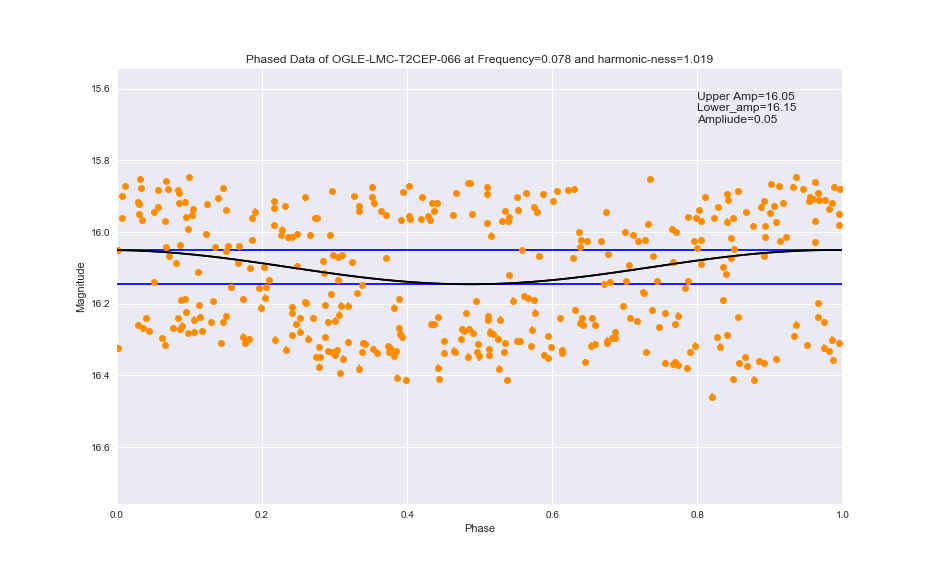 Phased Data of OGLE-LMC-T2CEP-066 at Frequency=0.078 and harmonic-ness=1.019
Upper Amp=16.05
Lower_amp=16.15
Ampliude=0.05
15.6
15.8
16.0
16.2
16.4
16.6
Magnitude
0.0 0.2 0.4 0.6 0.8 1.0
Phase